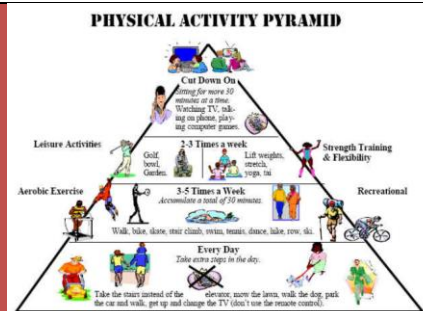 PHYSICAL ACTIVITY PYRAMID
Cut Down On
Sitting for more 30
minutes at a time.
Watching TV, talk-
ing on phone, play-
ing computer games.
Leisure Activities
2-3 Times a week
Strength Training
& Flexibility
Golf,
bowl,
Garden.
Lift weights,
stretch,
yoga, tai
Aerobic Exercise
3-5 Times a Week
Recreational
Accumulate a total of 30 minutes.
Walk, bike, skate, stair climb, swim, tennis, dance, hike, row, ski.
Every Day
Take extra steps in the day.
Take the stairs instead of the elevator, mow the lawn, walk the dog, park
the car and walk, get up and change the TV (don't use the remote control).